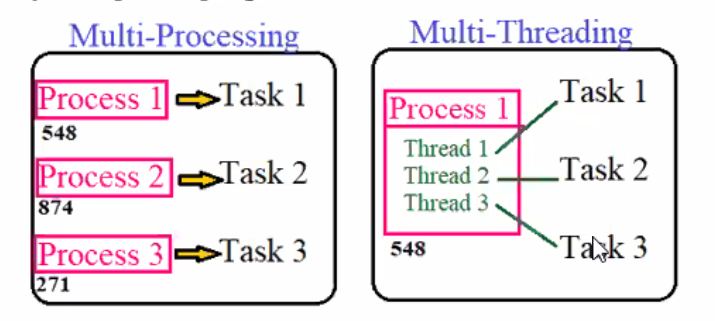 Multi-Processing
Process 1 Task 1
548
Process 2 Task 2
874
Process 3 Task 3
271
Multi-Threading
Process 1
Thread 1 Task 1
Thread 2 Task 2
Thread 3 Task 3
548